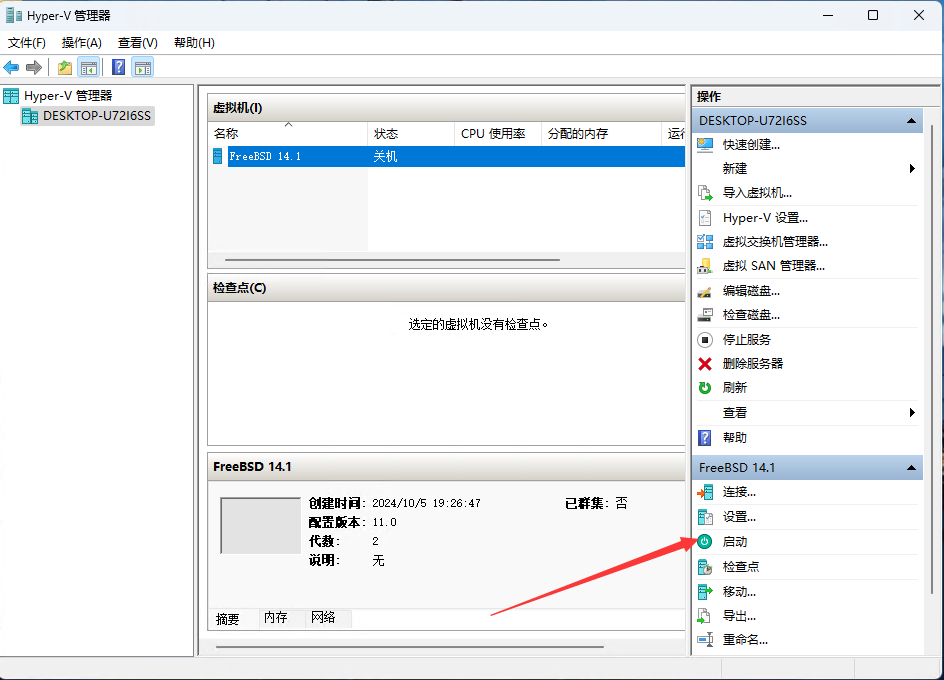 Hyper-V 管理器
文件(F) 操作(A) 查看(V) 帮助(H)
Hyper-V 管理器
DESKTOP-U72I6SS
虚拟机(I)
名称 状态 CPU 使用率 分配的内存 运行
FreeBSD 14.1 关机
检查点(C)
选定的虚拟机没有检查点。
FreeBSD 14.1
创建时间: 2024/10/5 19:26:47 已群集: 否
配置版本: 11.0
代数: 2
说明: 无
摘要 内存 网络
操作
DESKTOP-U72I6SS
快速创建...
新建
导入虚拟机...
Hyper-V 设置...
虚拟交换机管理器...
虚拟 SAN 管理器...
编辑磁盘...
检查磁盘...
停止服务
删除服务器
刷新
查看
帮助
FreeBSD 14.1
连接...
设置...
启动
检查点
移动...
导出...
重命名...